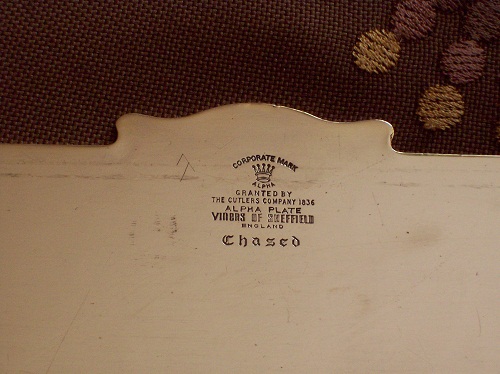 CORPORATE MARK
ALPHA
GRANTED BY
THE CUTLERS COMPANY 1836
ALPHA PLATE
VINERS OF SHEFFIELD
ENGLAND
Chased